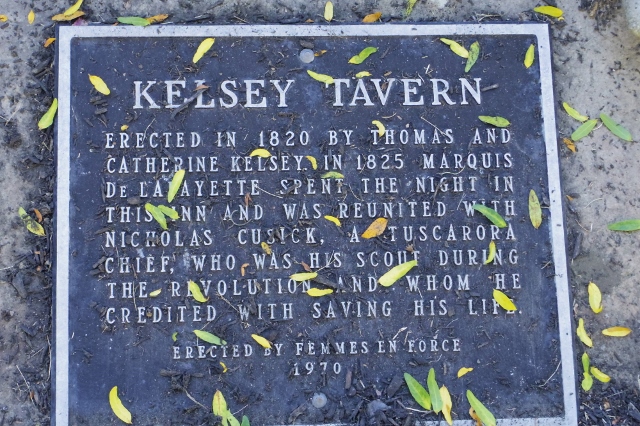 KELSEY TAVERN
ERECTED IN 1820 BY THOMAS AND
CATHERINE KELSEY. IN 1825 MARQUIS
DE LAFAYETTE SPENT THE NIGHT IN
THIS INN AND WAS REUNITED WITH
NICHOLAS CUSICK, A TUSCARORA
CHIEF, WHO WAS HIS SCOUT DURING
THE REVOLUTION AND WHOM HE
CREDITED WITH SAVING HIS LIFE.
ERECTED BY FEMMES EN FORCE
1970